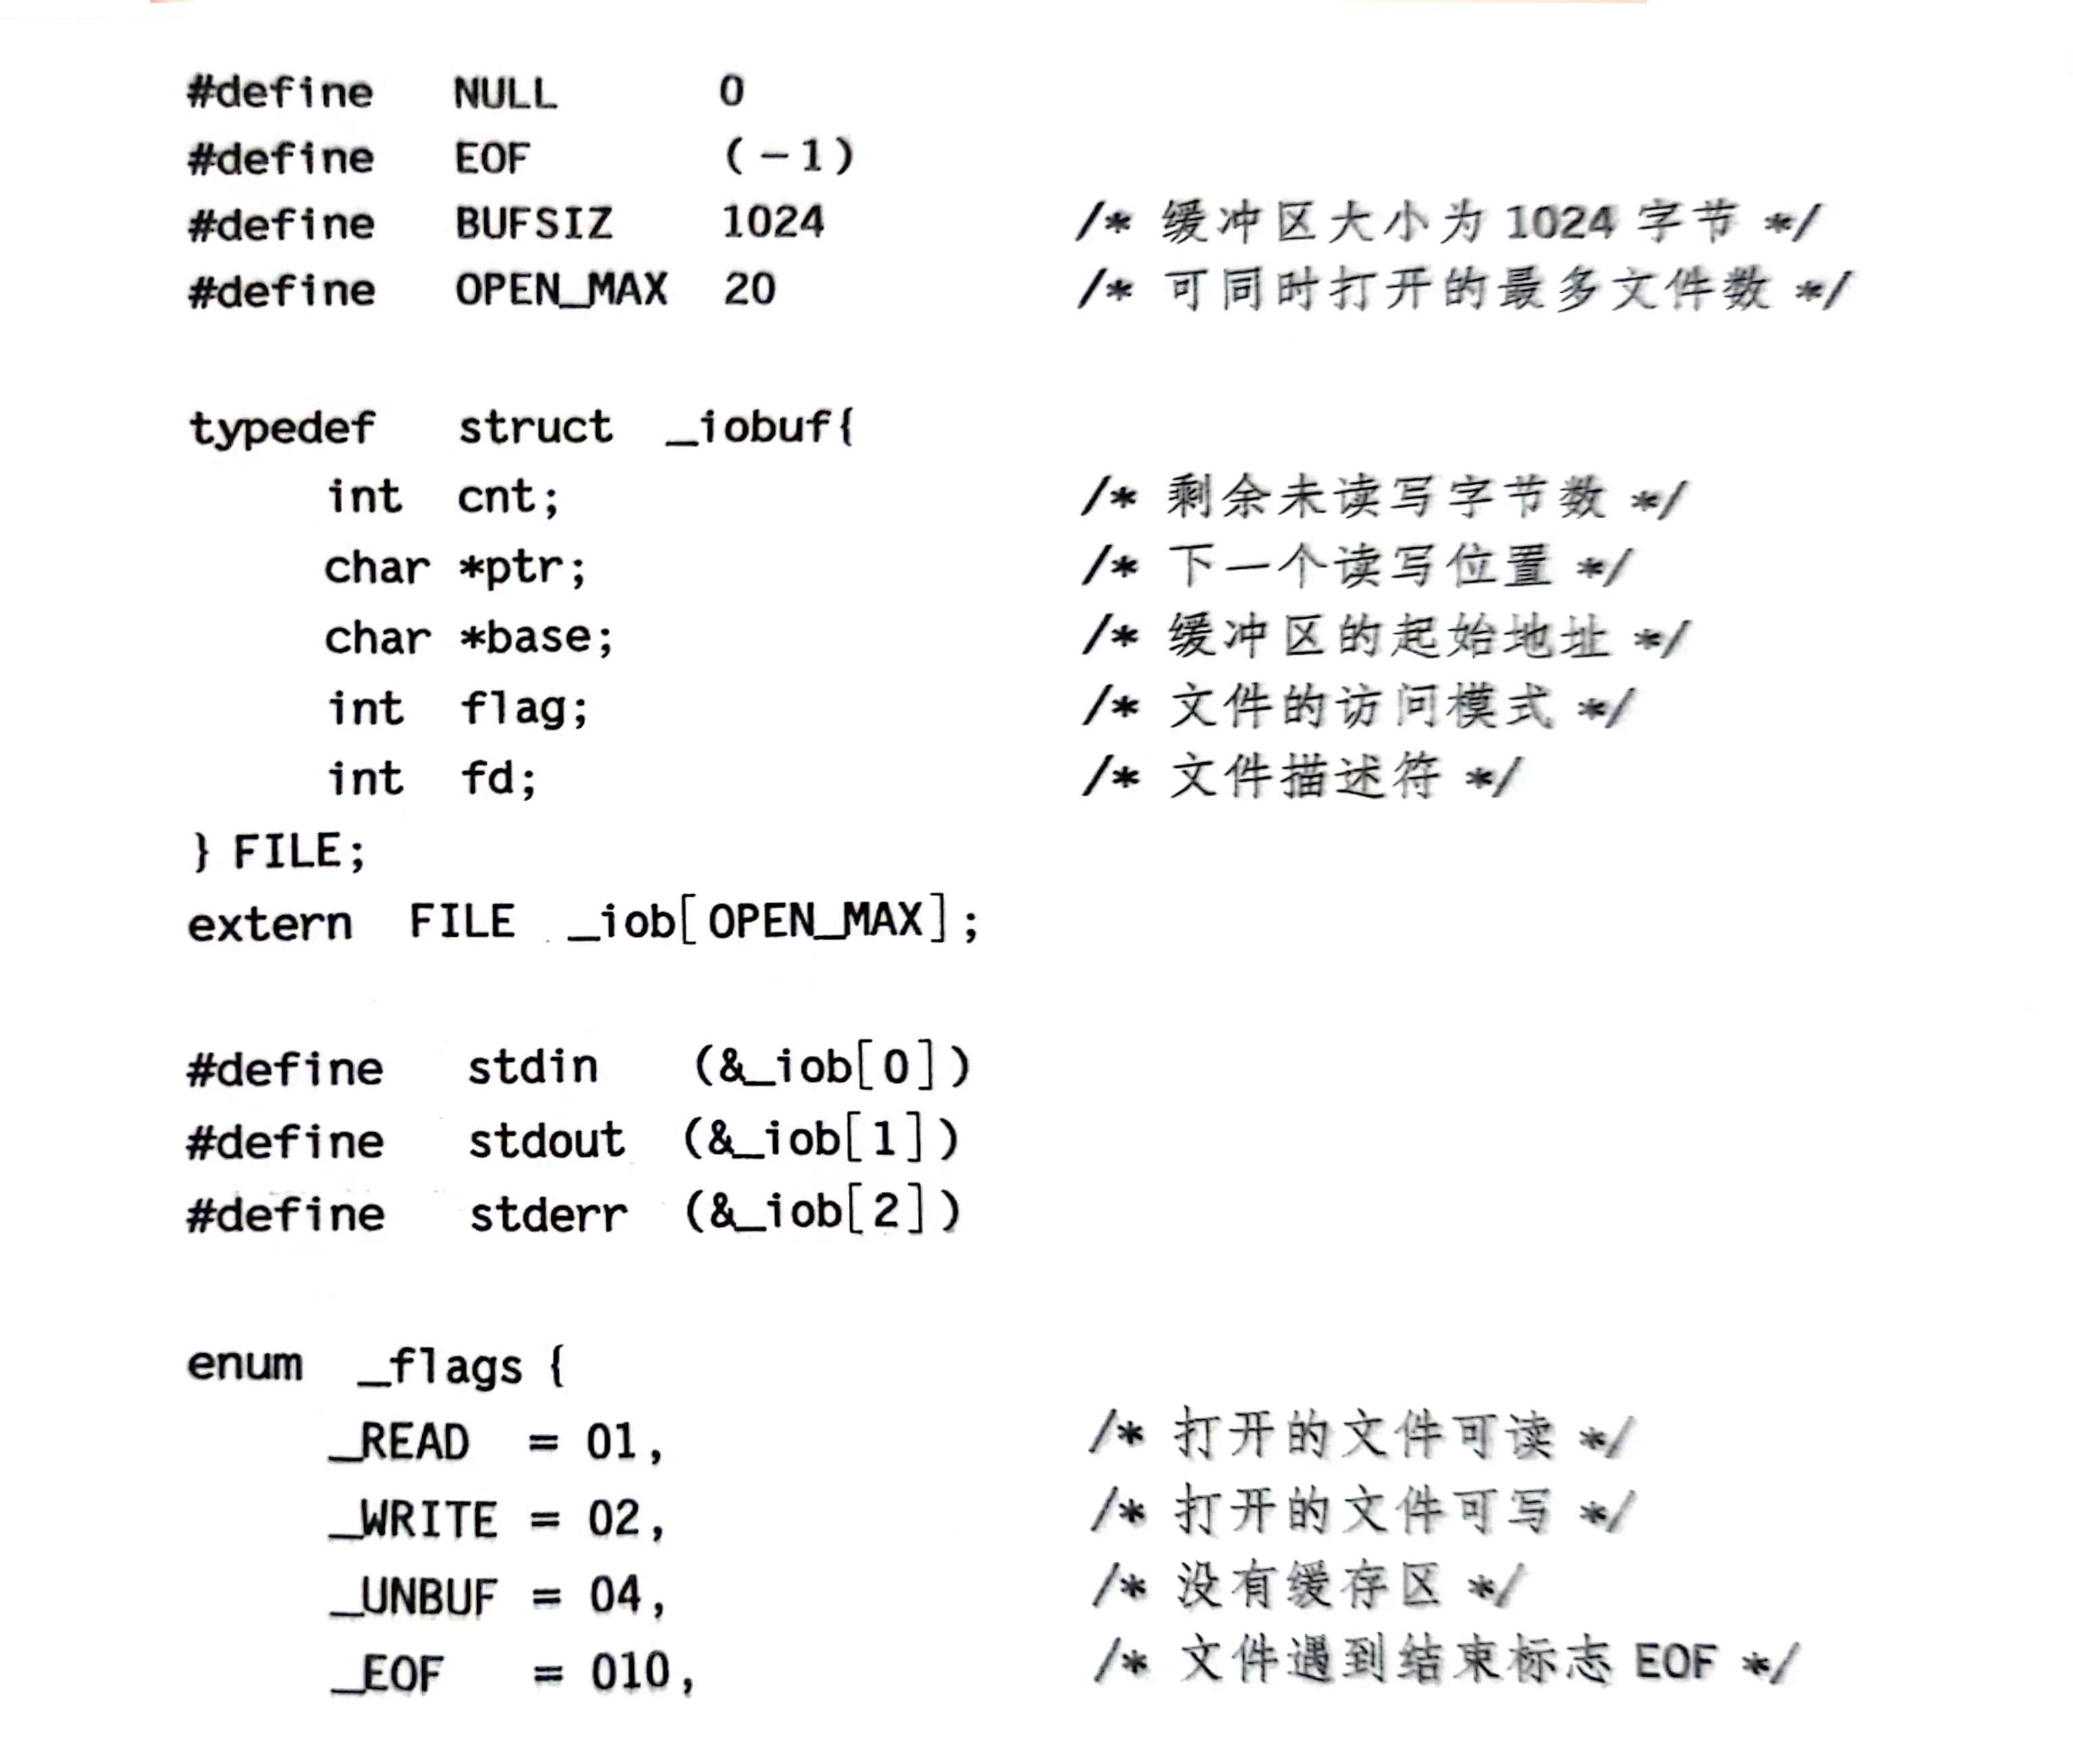 #define NULL 0
#define EOF (-1)
#define BUFSIZ 1024 /* 缓冲区大小为 1024 字节 */
#define OPEN_MAX 20 /* 可同时打开的最多文件数 */
typedef struct _iobuf{
int cnt; /* 剩余未读写字节数 */
char *ptr; /* 下一个读写位置 */
char *base; /* 缓冲区的起始地址 */
int flag; /* 文件的访问模式 */
int fd; /* 文件描述符 */
} FILE;
extern FILE _iob[OPEN_MAX];
#define stdin (&_iob[0])
#define stdout (&_iob[1])
#define stderr (&_iob[2])
enum _flags {
_READ = 01, /* 打开的文件可读 */
_WRITE = 02, /* 打开的文件可写 */
_UNBUF = 04, /* 没有缓存区 */
_EOF = 010, /* 文件遇到结束标志 EOF */